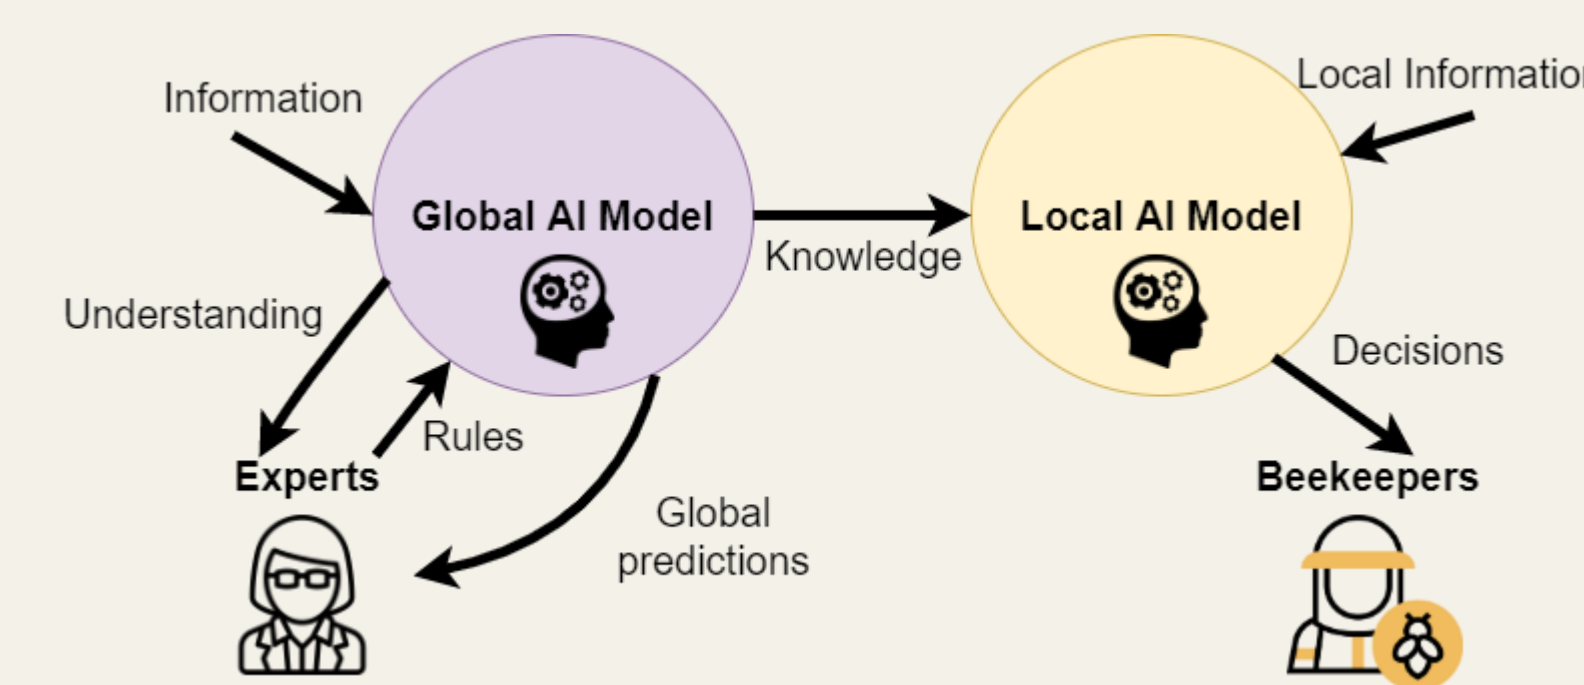 Information
Local Informatio
Global AI Model
Knowledge
Local AI Model
Understanding
Decisions
Rules
Experts
Beekeepers
Global
predictions